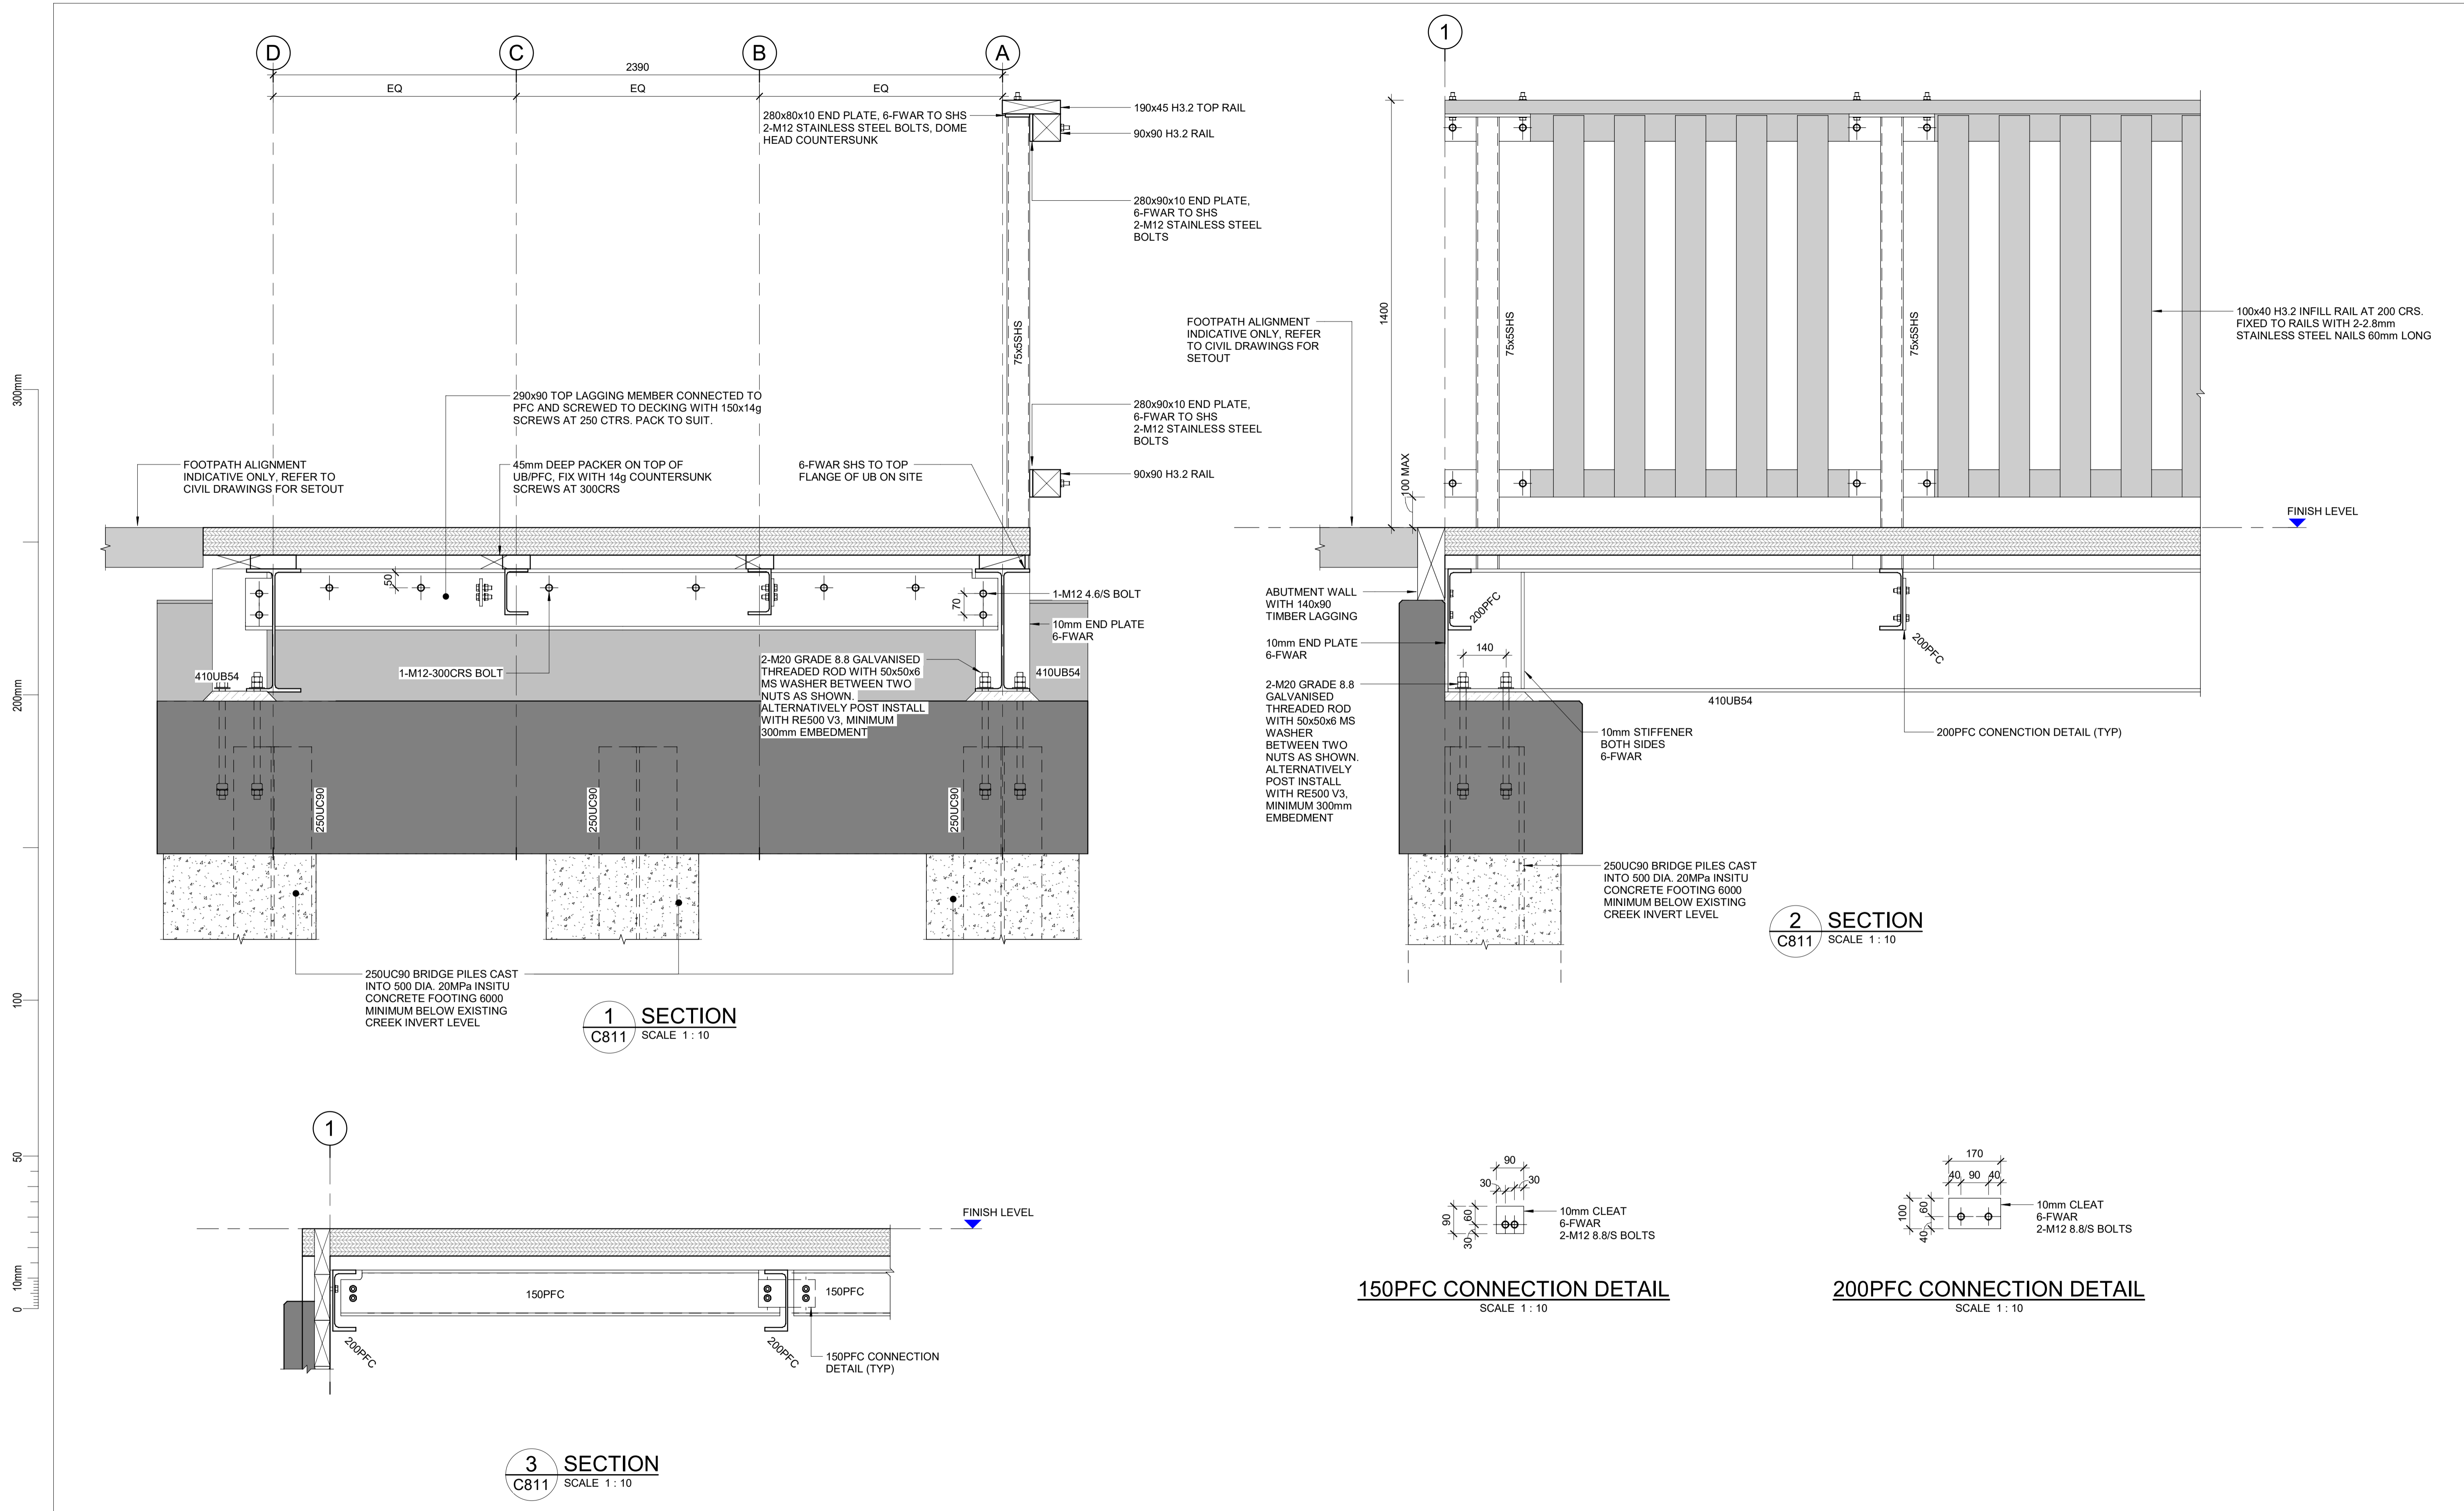 D
C
B
A
2390
EQ
EQ
EQ
280x80x10 END PLATE, 6-FWAR TO SHS
2-M12 STAINLESS STEEL BOLTS, DOME
HEAD COUNTERSUNK
190x45 H3.2 TOP RAIL
90x90 H3.2 RAIL
280x90x10 END PLATE,
6-FWAR TO SHS
2-M12 STAINLESS STEEL
BOLTS
75x5SHS
290x90 TOP LAGGING MEMBER CONNECTED TO
PFC AND SCREWED TO DECKING WITH 150x14g
SCREWS AT 250 CTRS. PACK TO SUIT.
280x90x10 END PLATE,
6-FWAR TO SHS
2-M12 STAINLESS STEEL
BOLTS
FOOTPATH ALIGNMENT
INDICATIVE ONLY, REFER TO
CIVIL DRAWINGS FOR SETOUT
45mm DEEP PACKER ON TOP OF
UB/PFC, FIX WITH 14g COUNTERSUNK
SCREWS AT 300CRS
6-FWAR SHS TO TOP
FLANGE OF UB ON SITE
90x90 H3.2 RAIL
50
70
1-M12 4.6/S BOLT
10mm END PLATE
6-FWAR
410UB54
1-M12-300CRS BOLT
2-M20 GRADE 8.8 GALVANISED
THREADED ROD WITH 50x50x6
MS WASHER BETWEEN TWO
NUTS AS SHOWN.
ALTERNATIVELY POST INSTALL
WITH RE500 V3, MINIMUM
300mm EMBEDMENT
410UB54
250UC90
250UC90
250UC90
250UC90 BRIDGE PILES CAST
INTO 500 DIA. 20MPa INSITU
CONCRETE FOOTING 6000
MINIMUM BELOW EXISTING
CREEK INVERT LEVEL
1
C811
SECTION
SCALE 1 : 10
1
1400
75x5SHS
75x5SHS
100x40 H3.2 INFILL RAIL AT 200 CRS.
FIXED TO RAILS WITH 2-2.8mm
STAINLESS STEEL NAILS 60mm LONG
FOOTPATH ALIGNMENT
INDICATIVE ONLY, REFER
TO CIVIL DRAWINGS FOR
SETOUT
100 MAX
FINISH LEVEL
ABUTMENT WALL
WITH 140x90
TIMBER LAGGING
200PFC
200PFC
10mm END PLATE
6-FWAR
140
2-M20 GRADE 8.8
GALVANISED
THREADED ROD
WITH 50x50x6 MS
WASHER
BETWEEN TWO
NUTS AS SHOWN.
ALTERNATIVELY
POST INSTALL
WITH RE500 V3,
MINIMUM 300mm
EMBEDMENT
410UB54
10mm STIFFENER
BOTH SIDES
6-FWAR
200PFC CONENCTION DETAIL (TYP)
250UC90 BRIDGE PILES CAST
INTO 500 DIA. 20MPa INSITU
CONCRETE FOOTING 6000
MINIMUM BELOW EXISTING
CREEK INVERT LEVEL
2
C811
SECTION
SCALE 1 : 10
1
FINISH LEVEL
150PFC
150PFC
200PFC
200PFC
150PFC CONNECTION
DETAIL (TYP)
3
C811
SECTION
SCALE 1 : 10
90
30
30
90
60
30
10mm CLEAT
6-FWAR
2-M12 8.8/S BOLTS
150PFC CONNECTION DETAIL
SCALE 1 : 10
170
40
90
40
100
60
40
10mm CLEAT
6-FWAR
2-M12 8.8/S BOLTS
200PFC CONNECTION DETAIL
SCALE 1 : 10
300mm
200mm
100
50
10mm
0